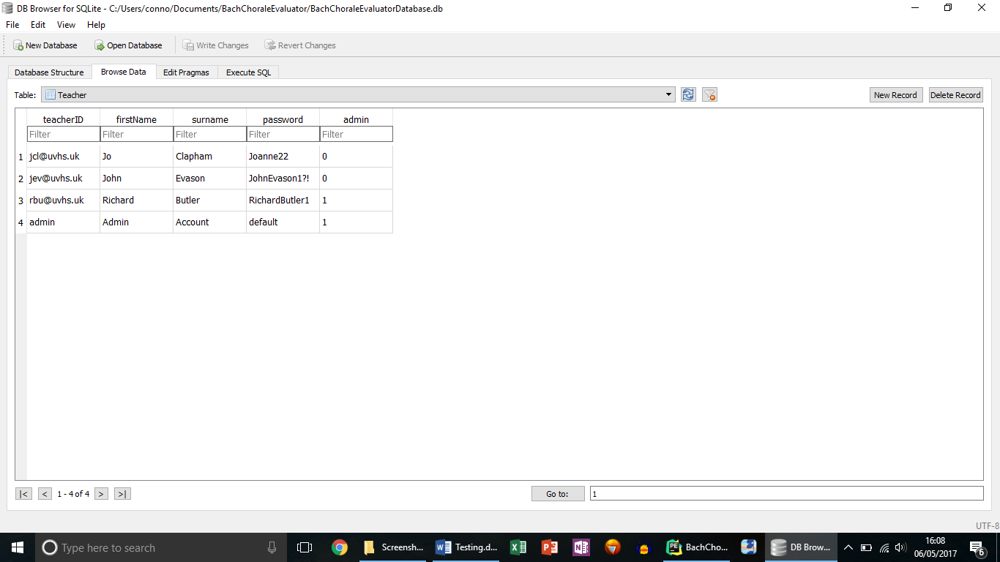 DB Browser for SQLite - C:/Users/conno/Documents/BachChoraleEvaluator/BachChoraleEvaluatorDatabase.db
File Edit View Help
New Database Open Database Write Changes Revert Changes
Database Structure Browse Data Edit Pragmas Execute SQL
Table: Teacher New Record Delete Record
teacherID firstName surname password admin
Filter Filter Filter Filter Filter
1 jcl@uvhs.uk Jo Clapham Joanne22 0
2 jev@uvhs.uk John Evason JohnEvason1?! 0
3 rbu@uvhs.uk Richard Butler RichardButler1 1
4 admin Admin Account default 1
|< < 1 - 4 of 4 > >| Go to: 1
UTF-8
Type here to search Screensh... Testing.d... BachCho... DB Brow... 16:08
06/05/2017 6